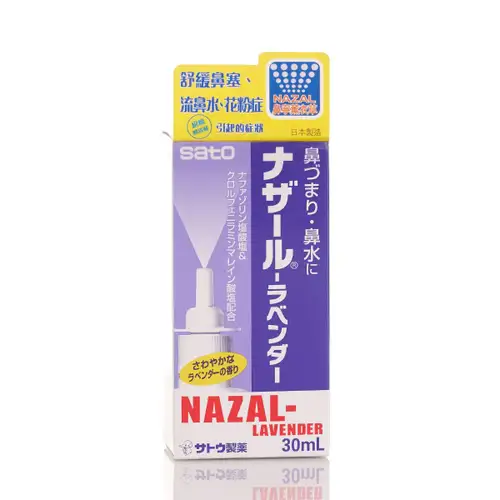 舒緩鼻塞、
流鼻水、花粉症
引起的症狀
NAZAL
日本製造
sato
鼻づまり・鼻水に
ナザール®
-ラベンダー
ナファゾリン塩酸塩&
クロルフェニラミンマレイン酸塩配合
さわやかな
ラベンダーの香り
NAZAL-
LAVENDER
サトウ製薬
30mL